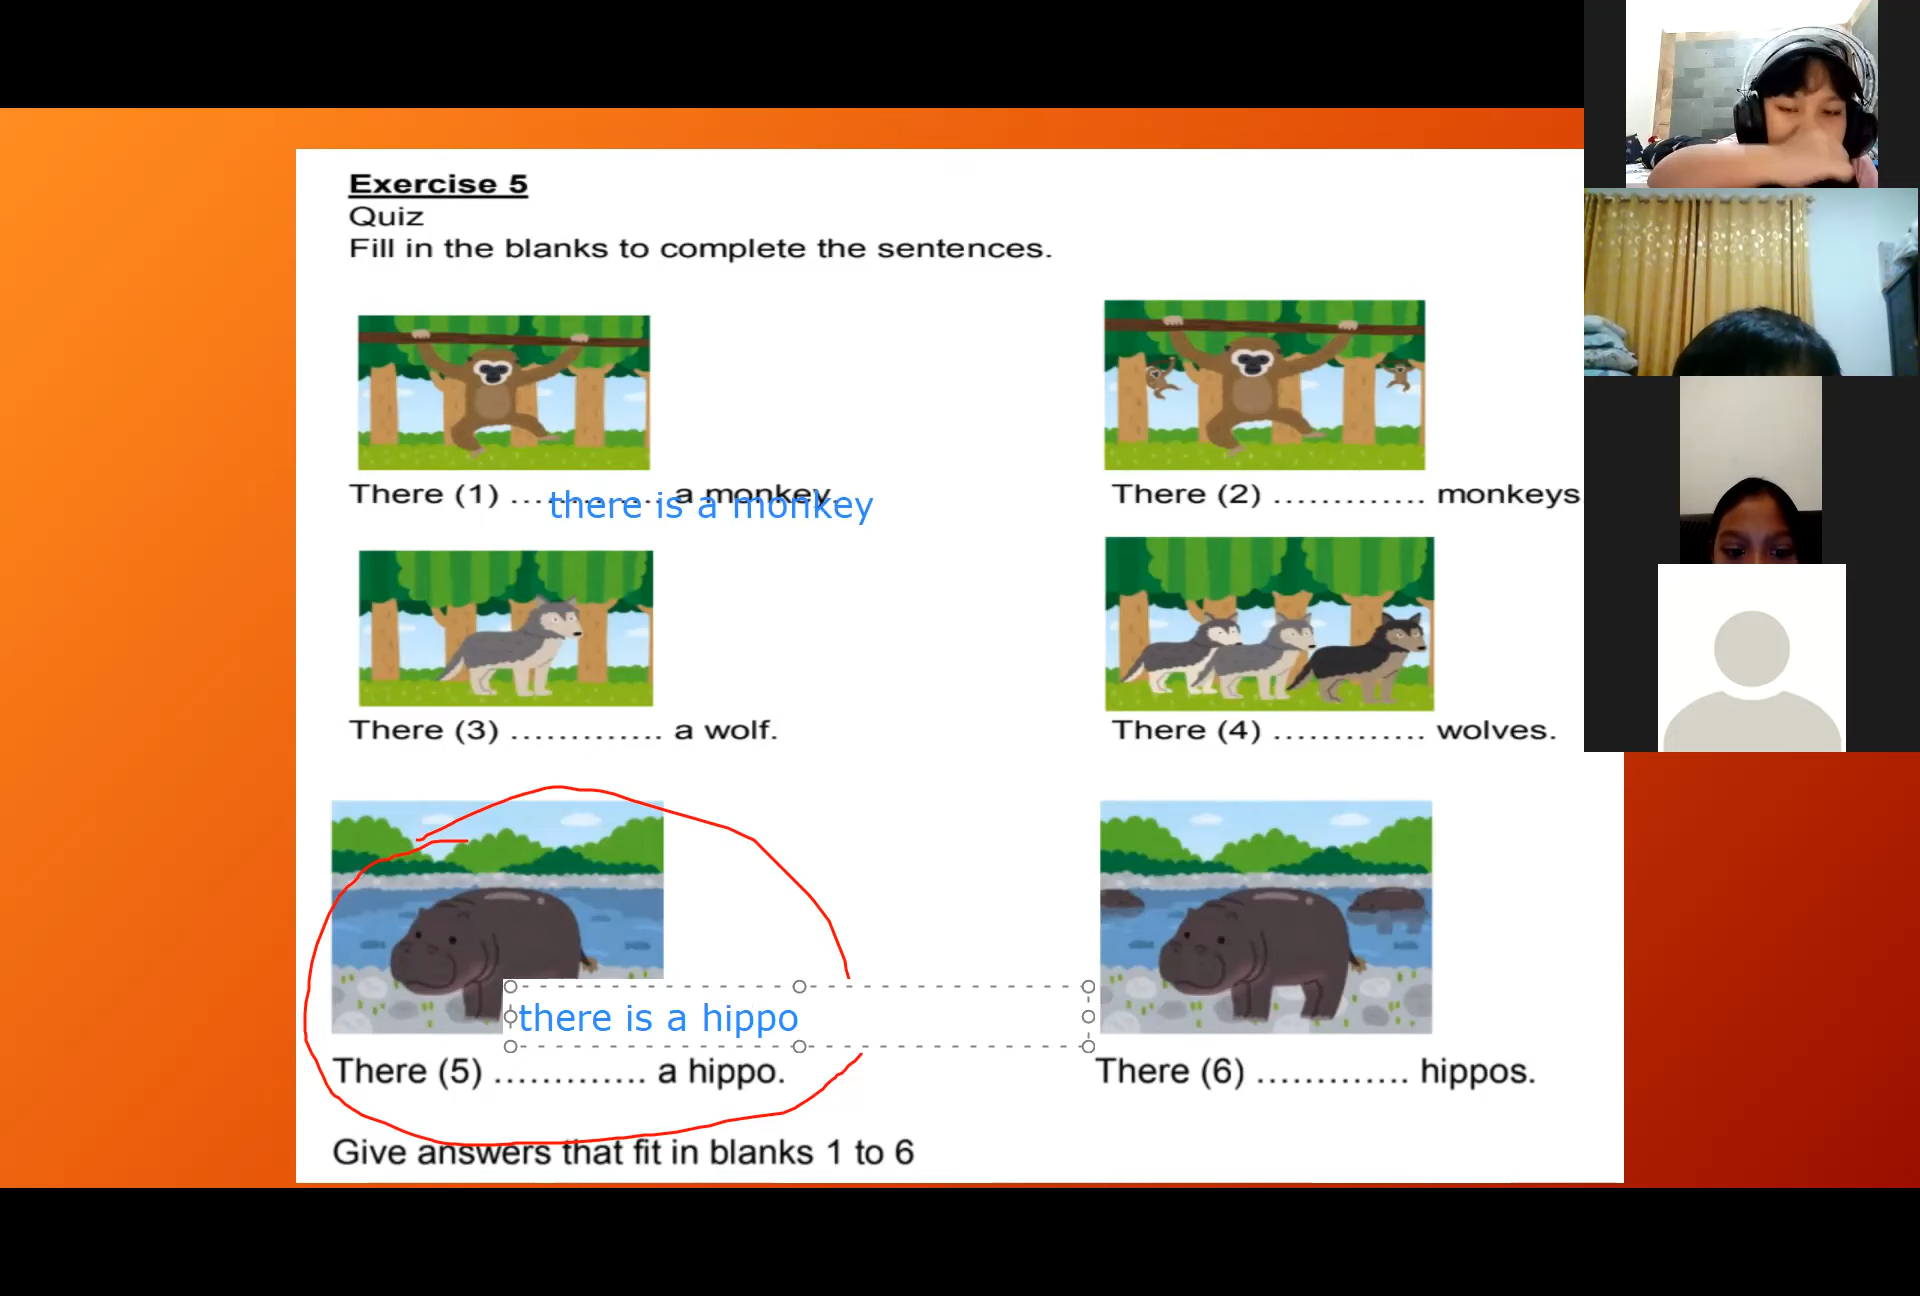 Exercise 5
Quiz
Fill in the blanks to complete the sentences.
There (1) ............. a monkey.
there is a monkey
There (2) ............. monkeys
There (3) ............. a wolf.
There (4) ............. wolves.
there is a hippo
There (5) ............. a hippo.
There (6) ............. hippos.
Give answers that fit in blanks 1 to 6